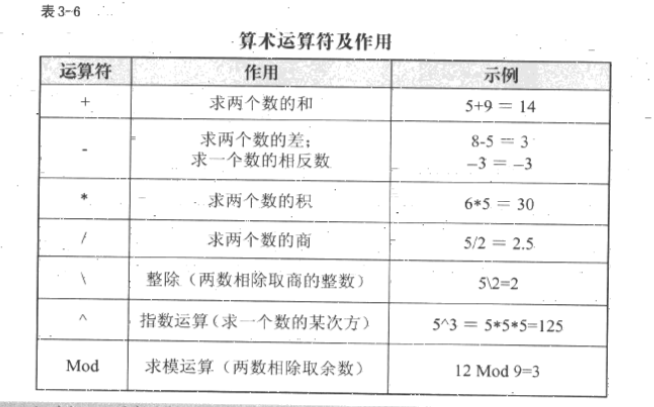 表3-6
算术运算符及作用
运算符 作用 示例
+ 求两个数的和 5+9 = 14
- 求两个数的差； 8-5 = 3
求一个数的相反数 –3 = –3
* 求两个数的积 6*5 = 30
/ 求两个数的商 5/2 = 2.5
\ 整除（两数相除取商的整数） 5\2=2
^ 指数运算（求一个数的某次方） 5^3 = 5*5*5=125
Mod 求模运算（两数相除取余数） 12 Mod 9=3